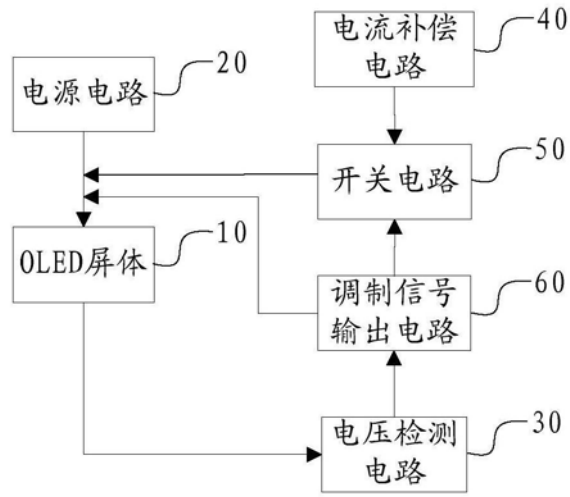 电流补偿
电路
40
电源电路
20
开关电路
50
OLED屏体
10
调制信号
输出电路
60
电压检测
电路
30